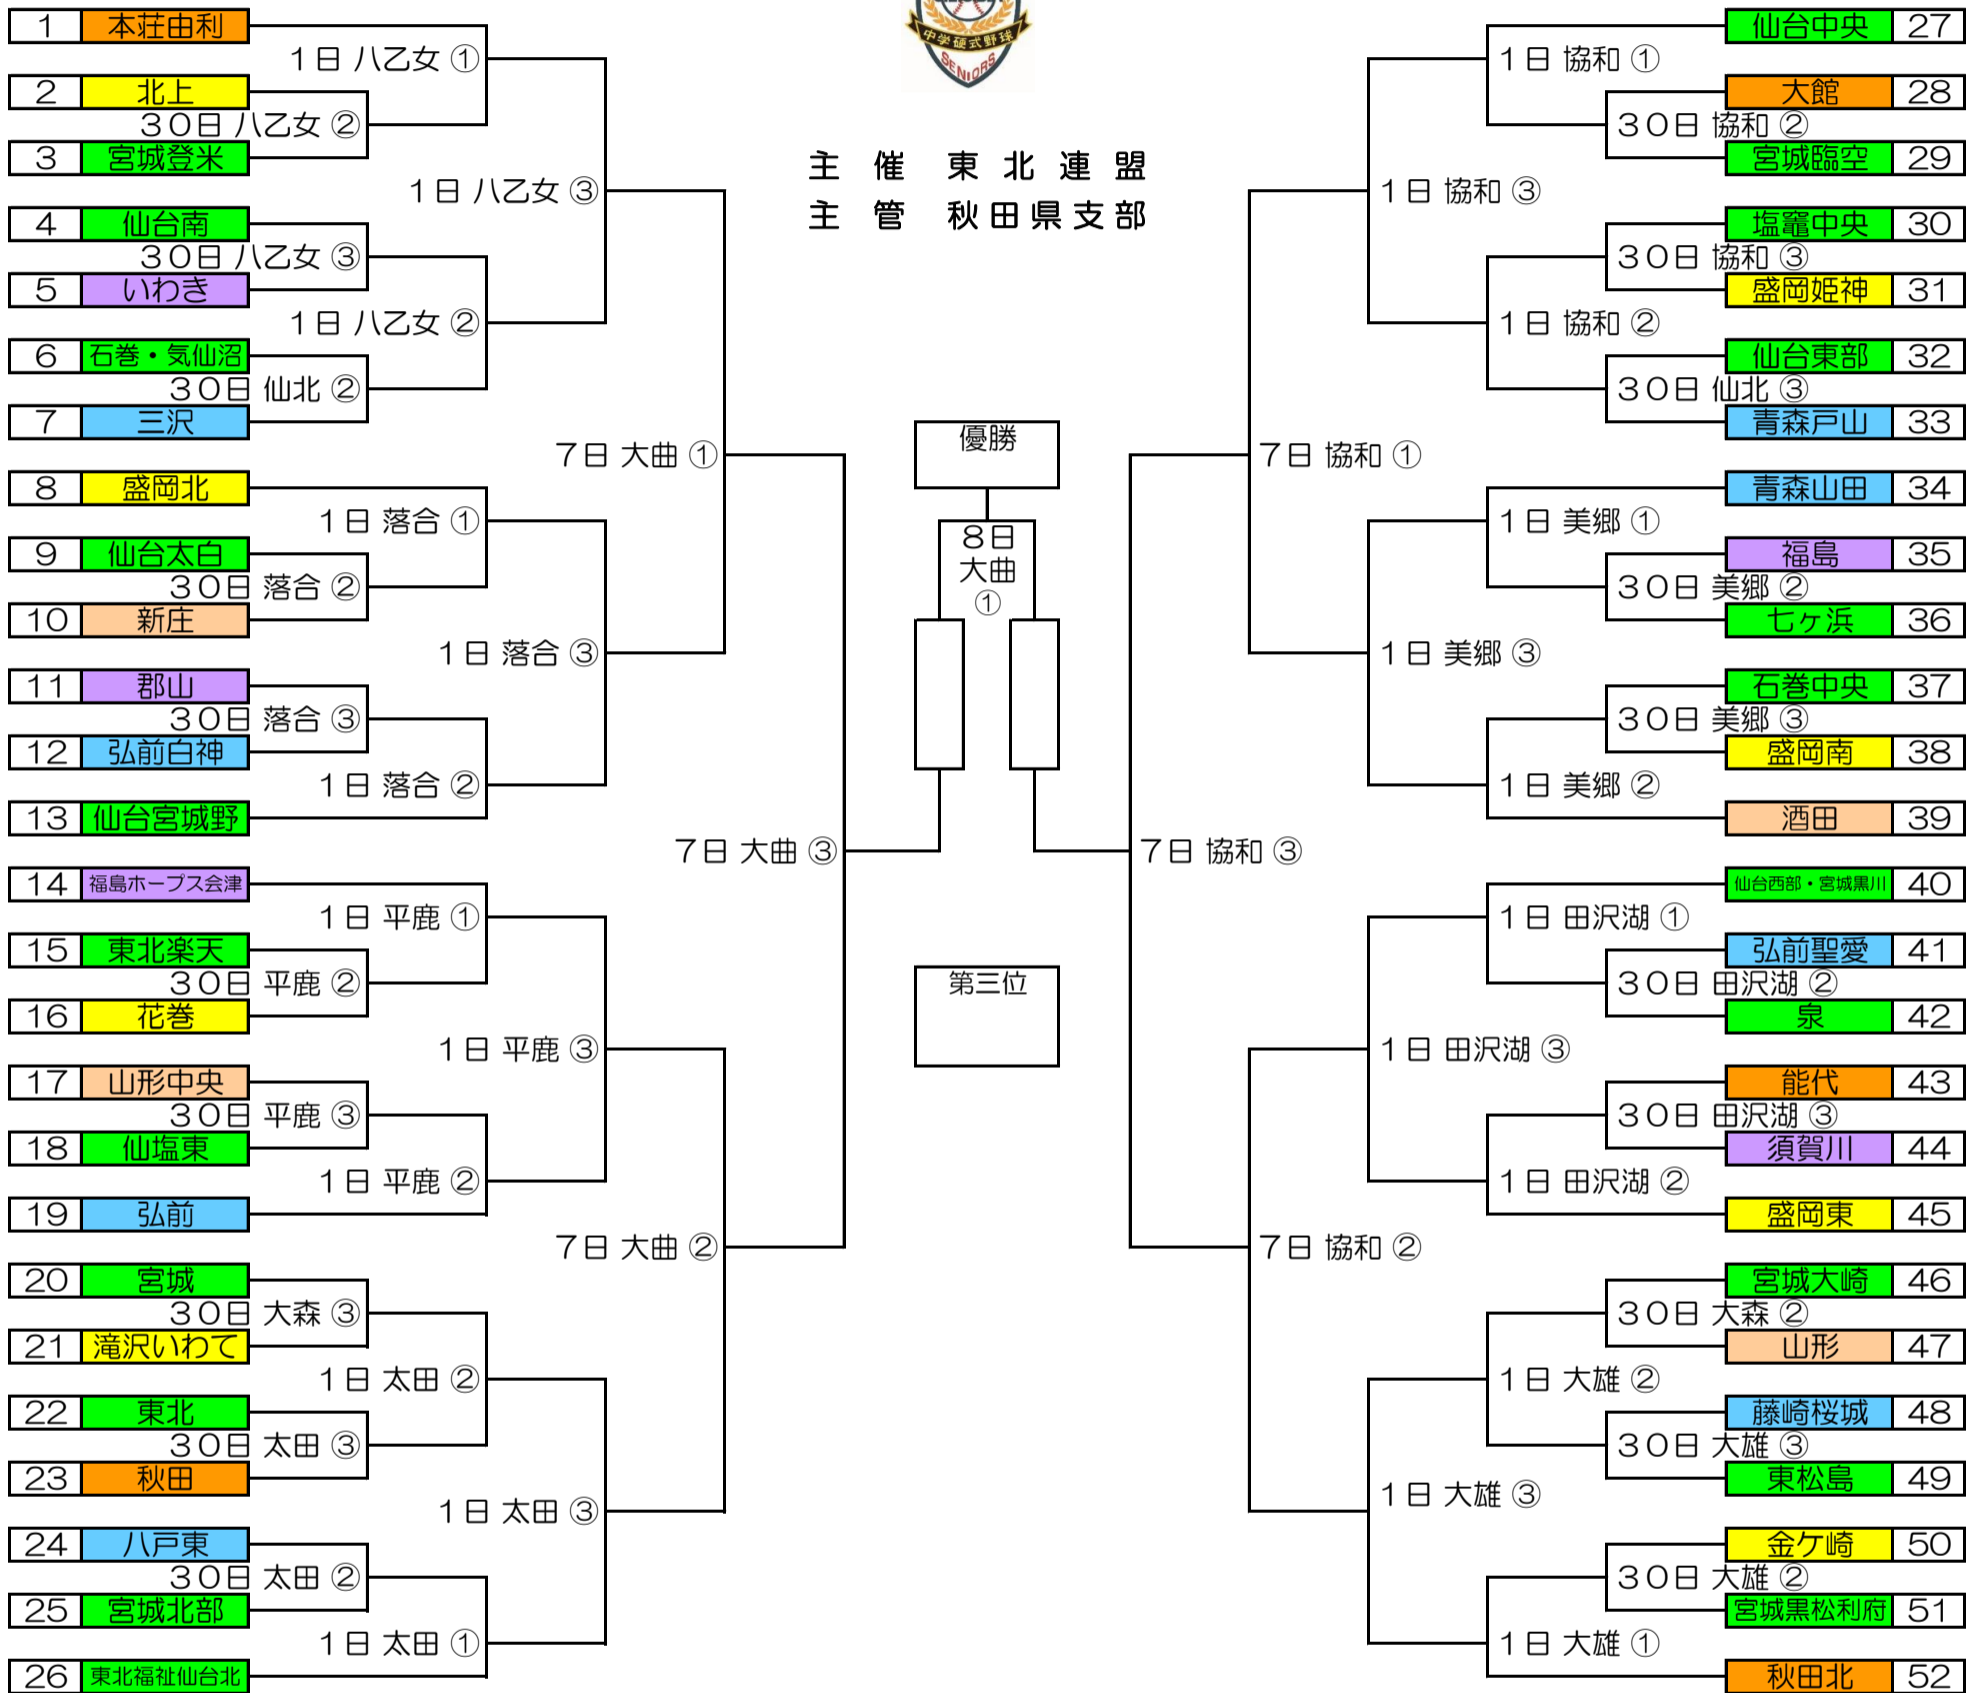 中学硬式野球
SENIORS
主催 東北連盟
主管 秋田県支部
1 本荘由利
1日 八乙女 ①
2 北上
30日 八乙女 ②
3 宮城登米
1日 八乙女 ③
4 仙台南
30日 八乙女 ③
5 いわき
1日 八乙女 ②
6 石巻・気仙沼
30日 仙北 ②
7 三沢
7日 大曲 ①
8 盛岡北
1日 落合 ①
9 仙台太白
30日 落合 ②
10 新庄
1日 落合 ③
11 郡山
30日 落合 ③
12 弘前白神
1日 落合 ②
13 仙台宮城野
7日 大曲 ③
14 福島ホープス会津
1日 平鹿 ①
15 東北楽天
30日 平鹿 ②
16 花巻
1日 平鹿 ③
17 山形中央
30日 平鹿 ③
18 仙塩東
1日 平鹿 ②
19 弘前
7日 大曲 ②
20 宮城
30日 大森 ③
21 滝沢いわて
1日 太田 ②
22 東北
30日 太田 ③
23 秋田
1日 太田 ③
24 八戸東
30日 太田 ②
25 宮城北部
1日 太田 ①
26 東北福祉仙台北
優勝
8日
大曲
①
第三位
仙台中央 27
1日 協和 ①
大館 28
30日 協和 ②
宮城臨空 29
1日 協和 ③
塩竈中央 30
30日 協和 ③
盛岡姫神 31
1日 協和 ②
仙台東部 32
30日 仙北 ③
青森戸山 33
7日 協和 ①
青森山田 34
1日 美郷 ①
福島 35
30日 美郷 ②
七ヶ浜 36
1日 美郷 ③
石巻中央 37
30日 美郷 ③
盛岡南 38
1日 美郷 ②
酒田 39
7日 協和 ③
仙台西部・宮城黒川 40
1日 田沢湖 ①
弘前聖愛 41
30日 田沢湖 ②
泉 42
1日 田沢湖 ③
能代 43
30日 田沢湖 ③
須賀川 44
1日 田沢湖 ②
盛岡東 45
7日 協和 ②
宮城大崎 46
30日 大森 ②
山形 47
1日 大雄 ②
藤崎桜城 48
30日 大雄 ③
東松島 49
1日 大雄 ③
金ケ崎 50
30日 大雄 ②
宮城黒松利府 51
1日 大雄 ①
秋田北 52